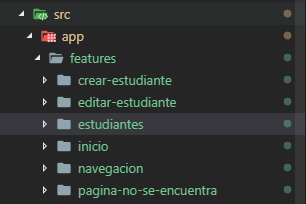 src
app
features
crear-estudiante
editar-estudiante
estudiantes
inicio
navegacion
pagina-no-se-encuentra